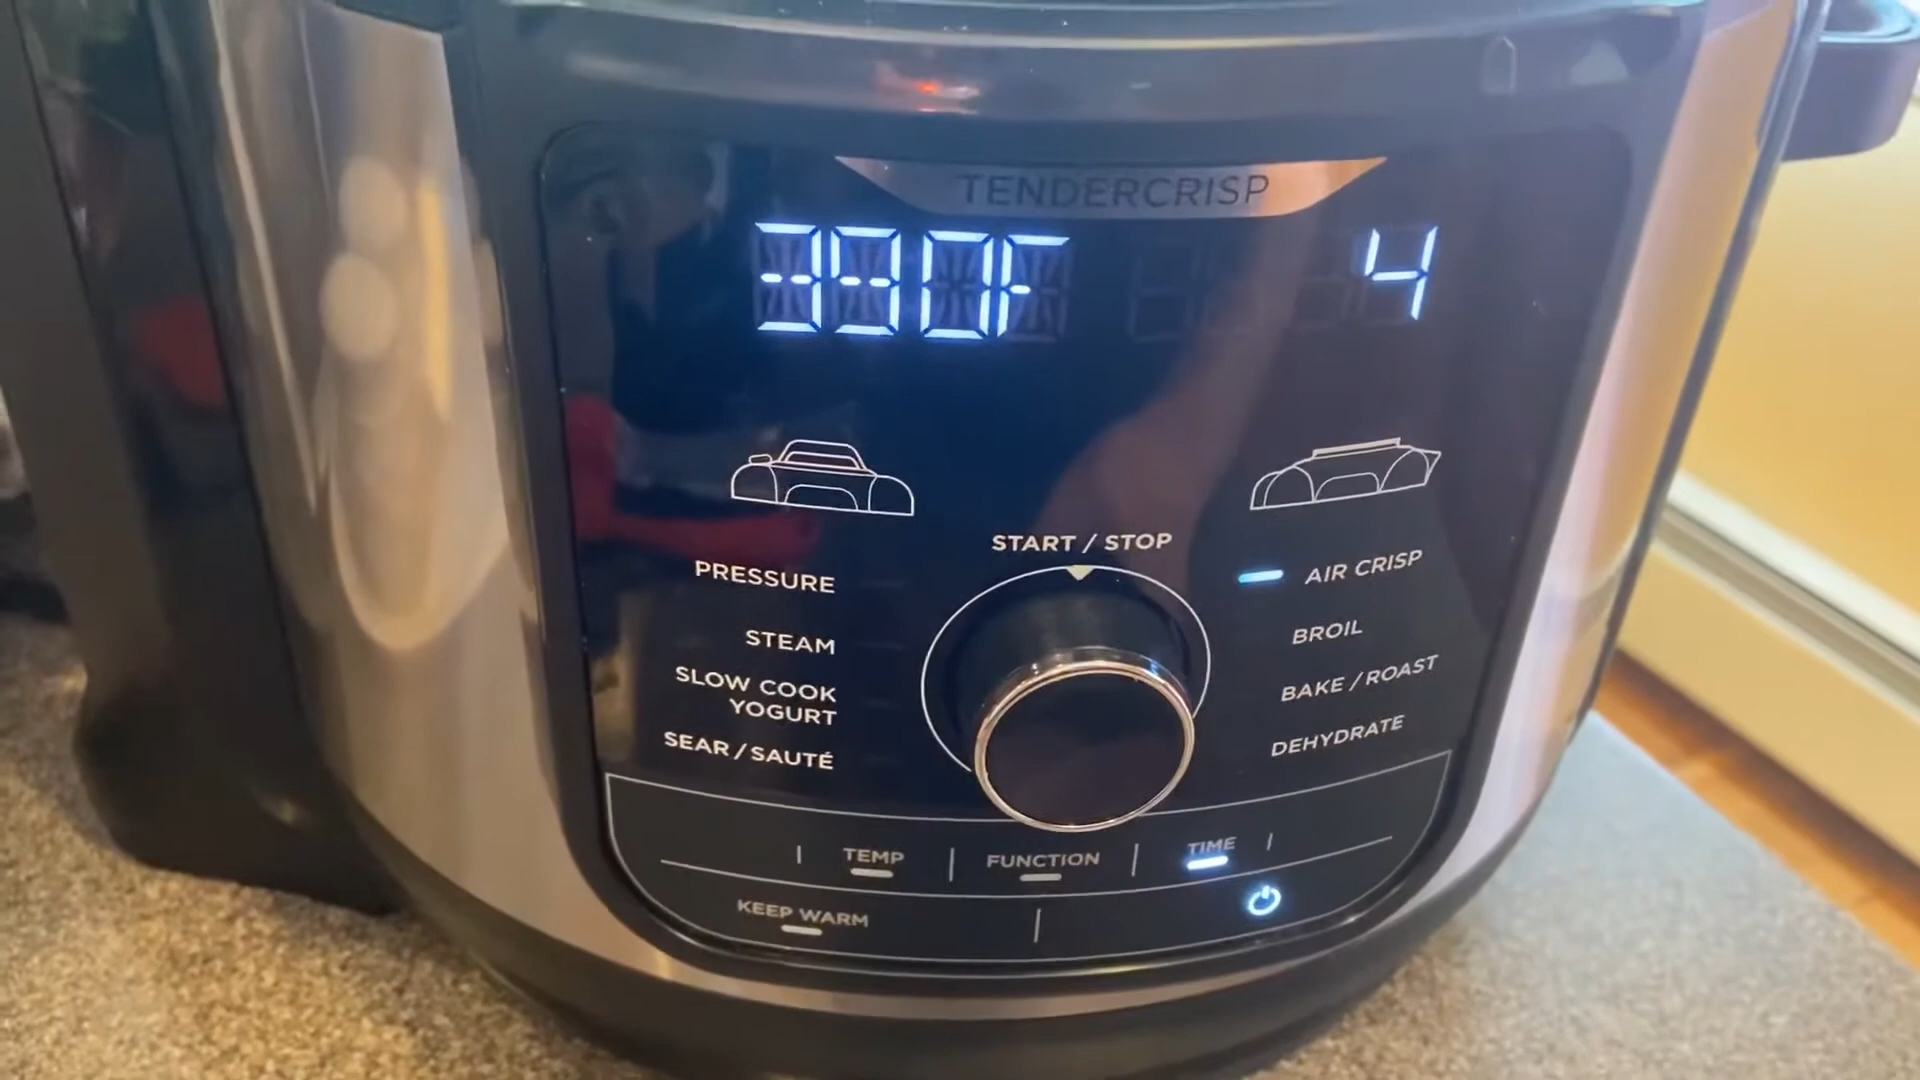 TENDERCRISP
390F 4
START / STOP
PRESSURE
STEAM
SLOW COOK
YOGURT
SEAR / SAUTÉ
AIR CRISP
BROIL
BAKE / ROAST
DEHYDRATE
TEMP FUNCTION TIME
KEEP WARM